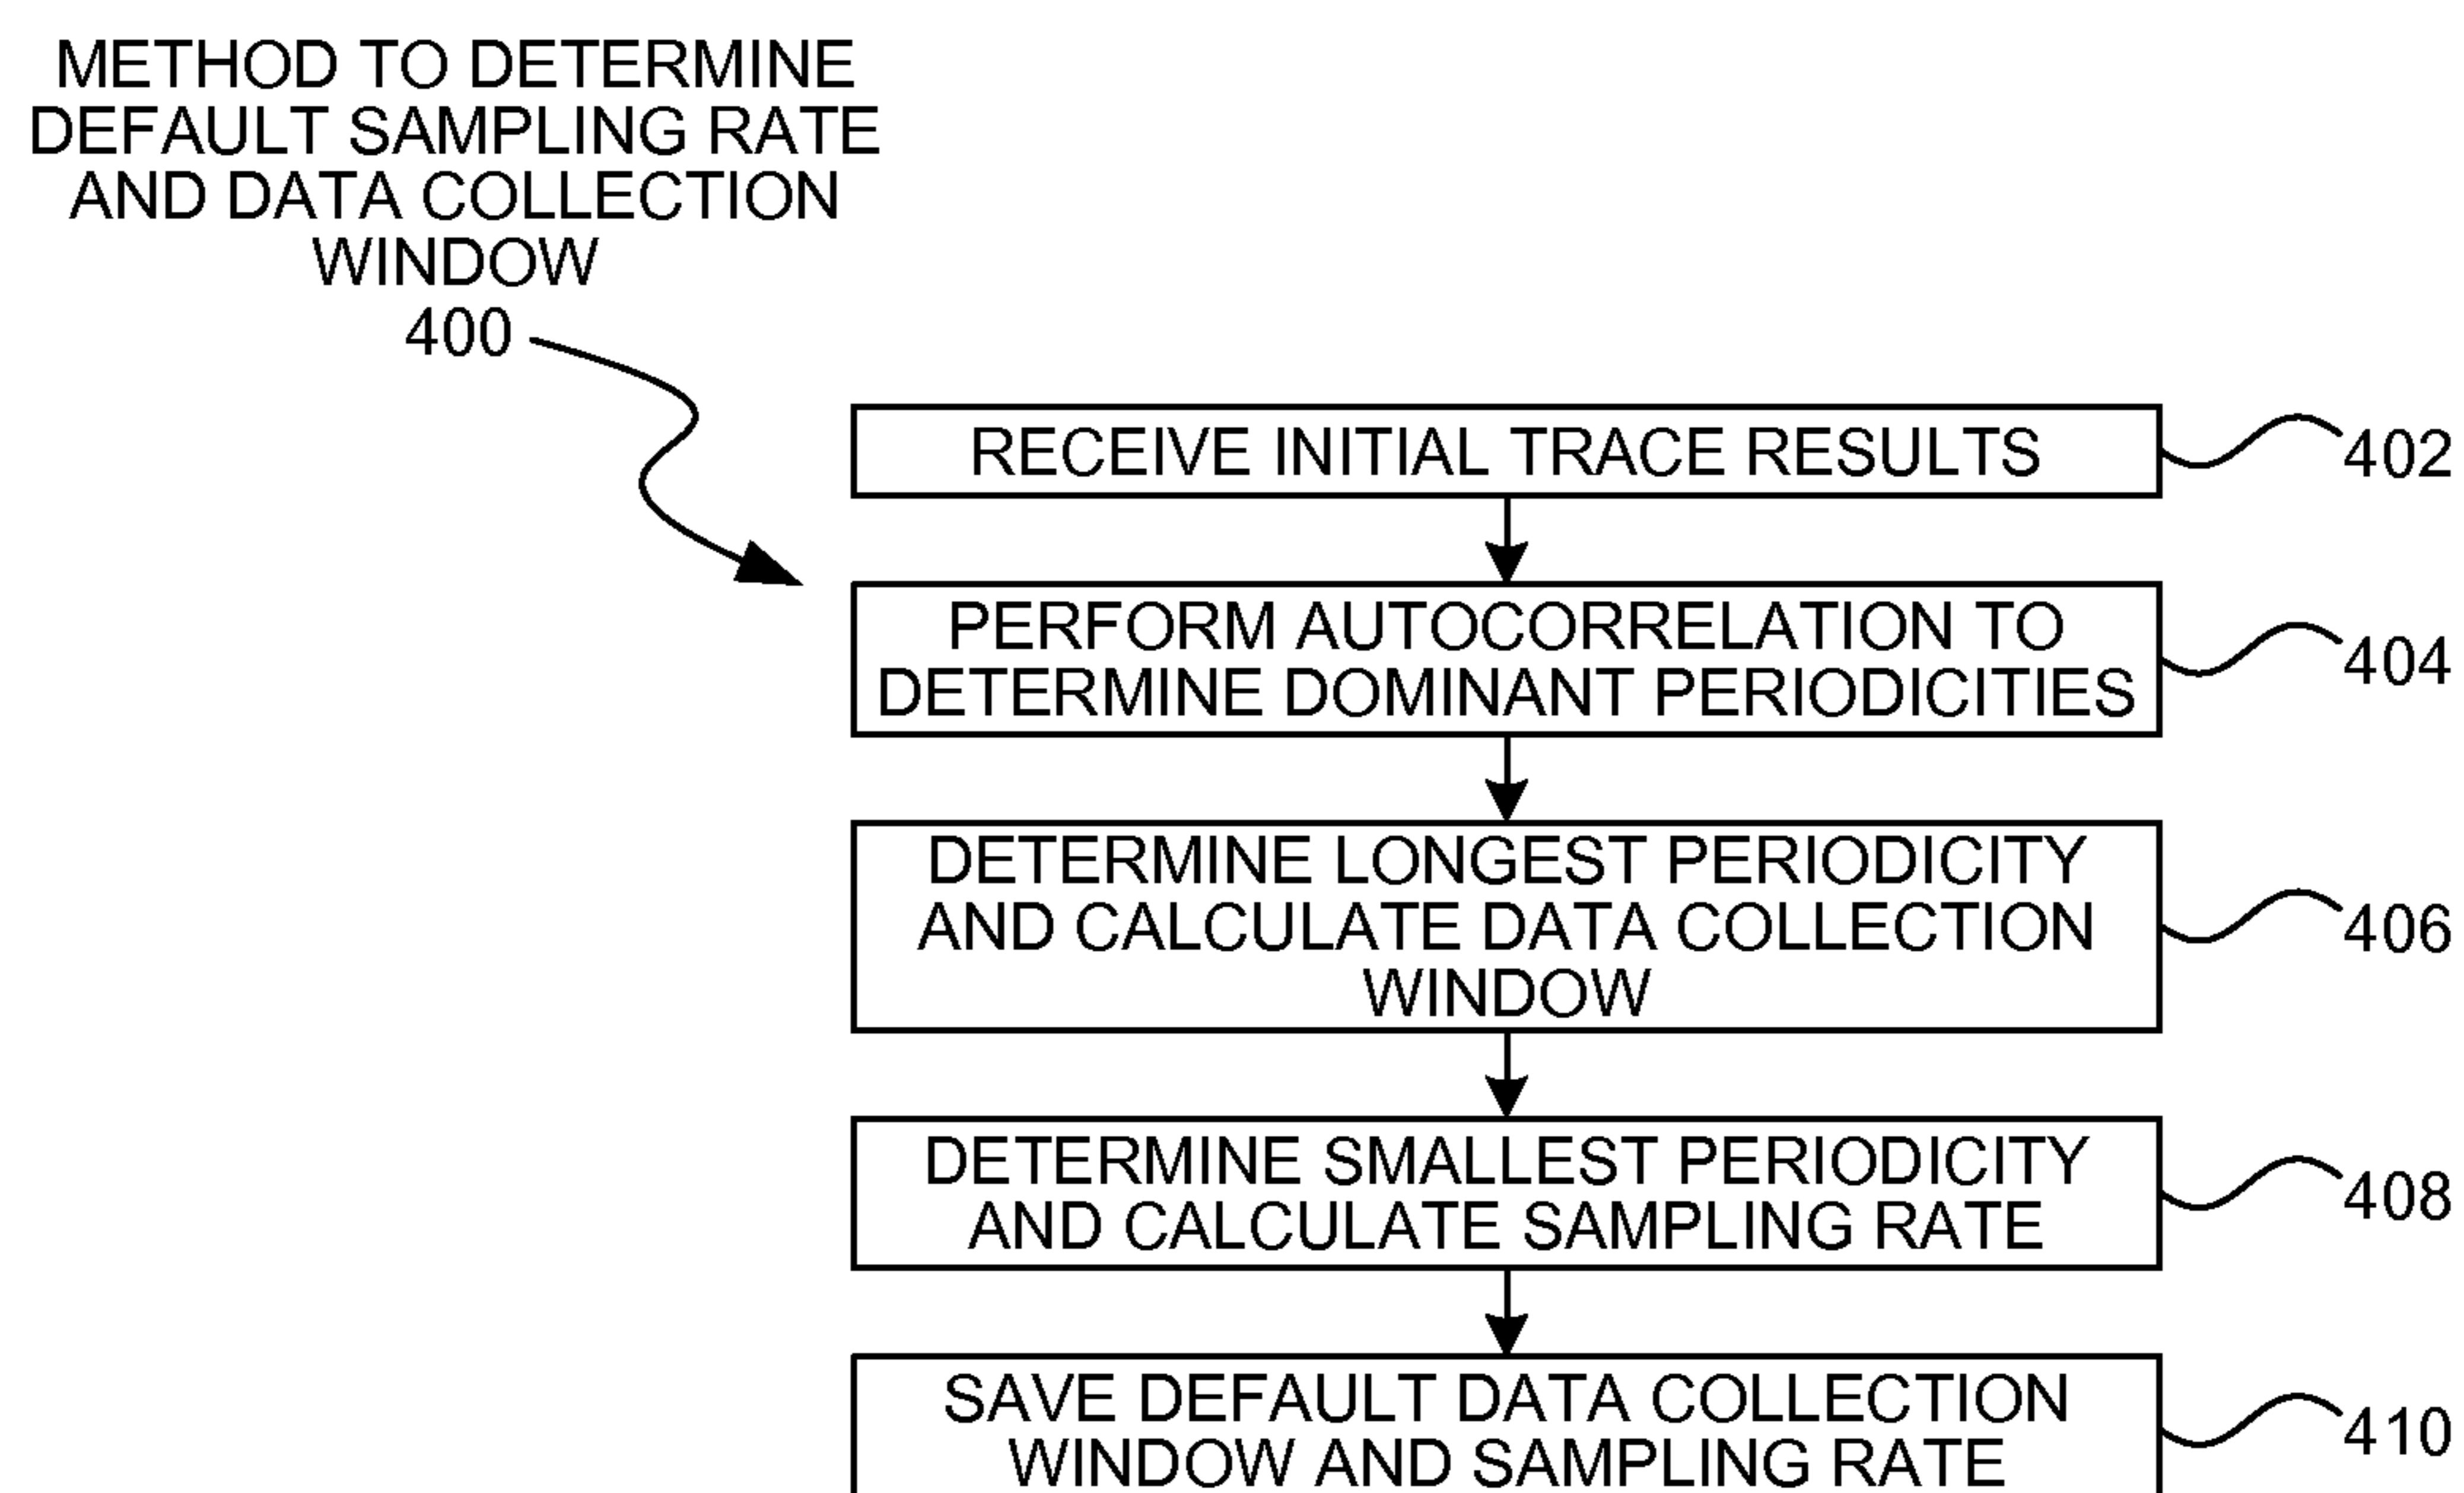 METHOD TO DETERMINE
DEFAULT SAMPLING RATE
AND DATA COLLECTION
WINDOW
400
RECEIVE INITIAL TRACE RESULTS
402
PERFORM AUTOCORRELATION TO
DETERMINE DOMINANT PERIODICITIES
404
DETERMINE LONGEST PERIODICITY
AND CALCULATE DATA COLLECTION
WINDOW
406
DETERMINE SMALLEST PERIODICITY
AND CALCULATE SAMPLING RATE
408
SAVE DEFAULT DATA COLLECTION
WINDOW AND SAMPLING RATE
410